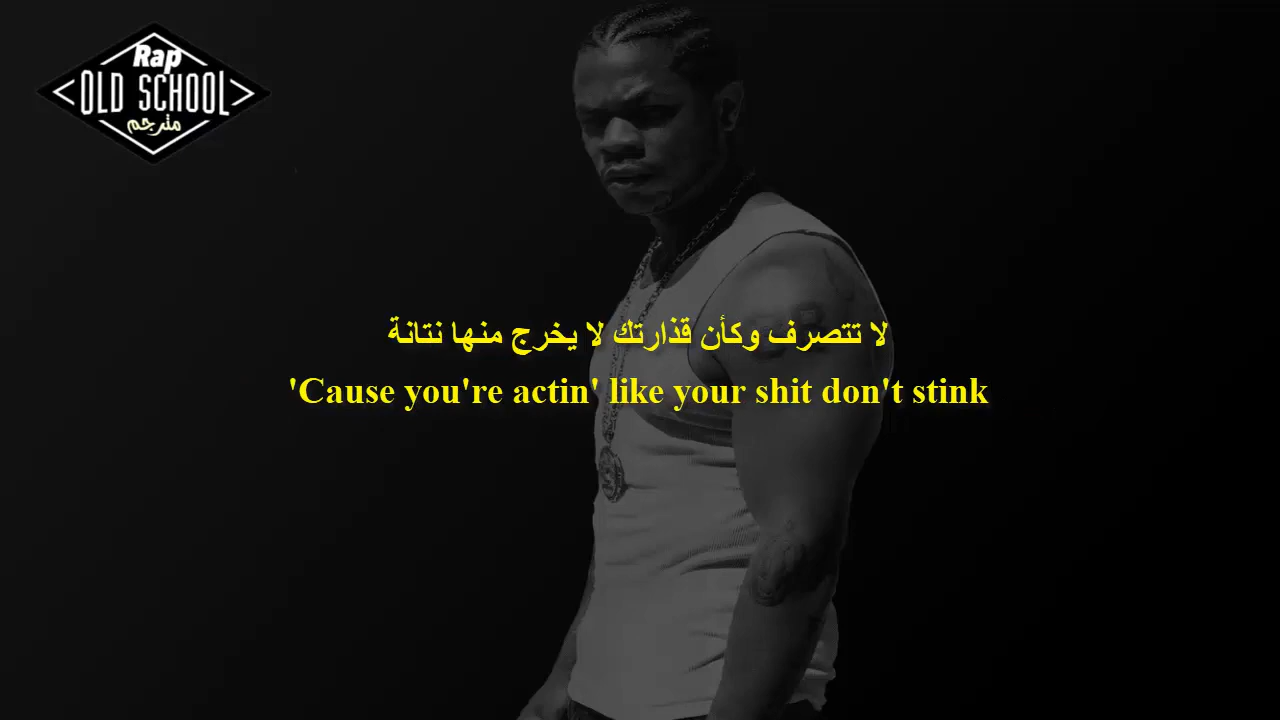 Rap
OLD SCHOOL
مترجم
لا تتصرف وكأن قذارتك لا يخرج منها نتانة
'Cause you're actin' like your shit don't stink